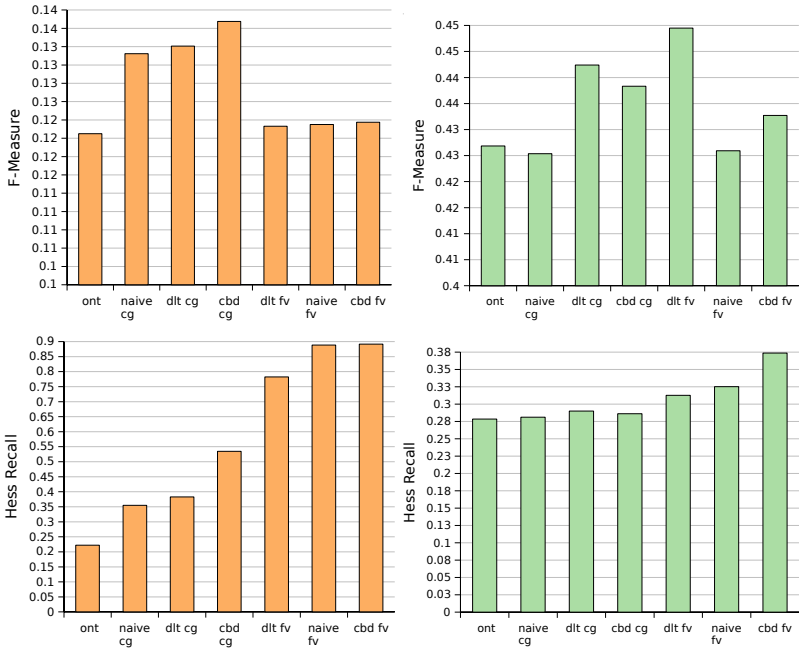 0.14
0.14
0.13
0.13
0.13
0.13
0.12
0.12
0.12
0.11
0.11
0.11
0.11
0.1
0.1
F-Measure
ont
naive cg
dlt cg
cbd cg
dlt fv
naive fv
cbd fv
0.45
0.45
0.44
0.44
0.43
0.43
0.42
0.42
0.41
0.41
0.4
F-Measure
ont
naive cg
dlt cg
cbd cg
dlt fv
naive fv
cbd fv
0.9
0.85
0.8
0.75
0.7
0.65
0.6
0.55
0.5
0.45
0.4
0.35
0.3
0.25
0.2
0.15
0.1
0.05
0
Hess Recall
ont
naive cg
dlt cg
cbd cg
dlt fv
naive fv
cbd fv
0.38
0.35
0.33
0.3
0.28
0.25
0.23
0.2
0.18
0.15
0.13
0.1
0.08
0.05
0.03
0
Hess Recall
ont
naive cg
dlt cg
cbd cg
dlt fv
naive fv
cbd fv